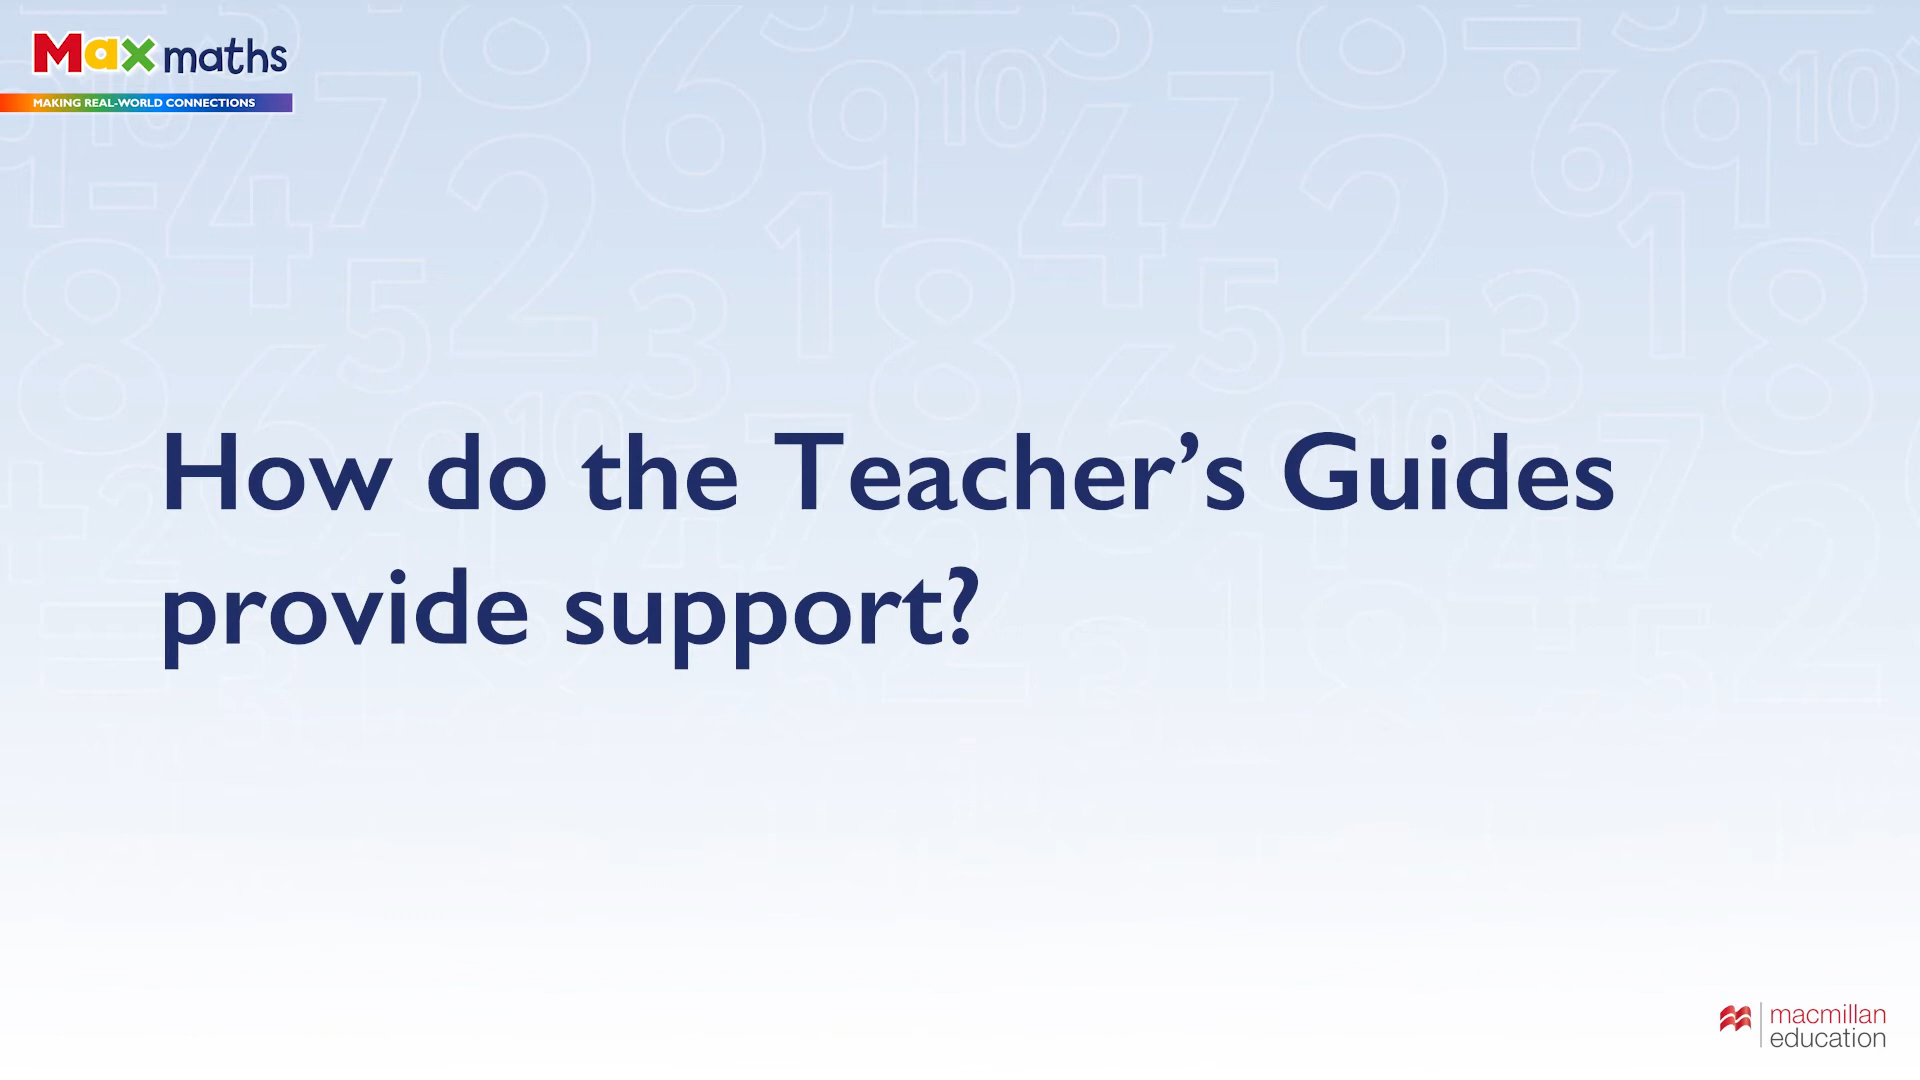 Max maths
MAKING REAL-WORLD CONNECTIONS
How do the Teacher’s Guides
provide support?
macmillan
education